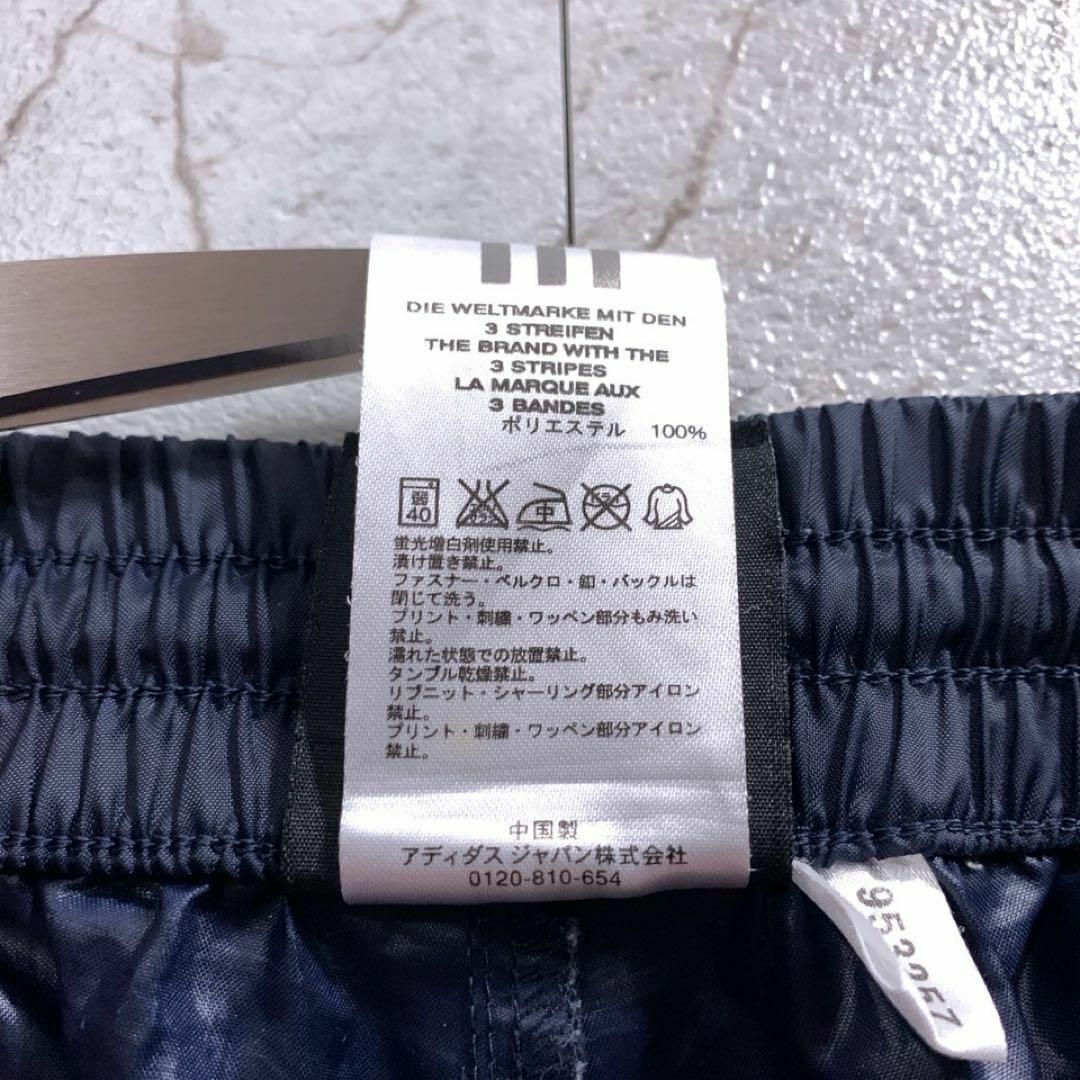 DIE WELTMARKE MIT DEN
3 STREIFEN
THE BRAND WITH THE
3 STRIPES
LA MARQUE AUX
3 BANDES
ポリエステル 100%
弱
40
中
蛍光増白剤使用禁止。
漬け置き禁止。
ファスナー・ベルクロ・釦・バックルは
閉じて洗う。
プリント・刺繍・ワッペン部分もみ洗い
禁止。
濡れた状態での放置禁止。
タンブル乾燥禁止。
リブニット・シャーリング部分アイロン
禁止。
プリント・刺繍・ワッペン部分アイロン
禁止。
中国製
アディダス ジャパン株式会社
0120-810-654